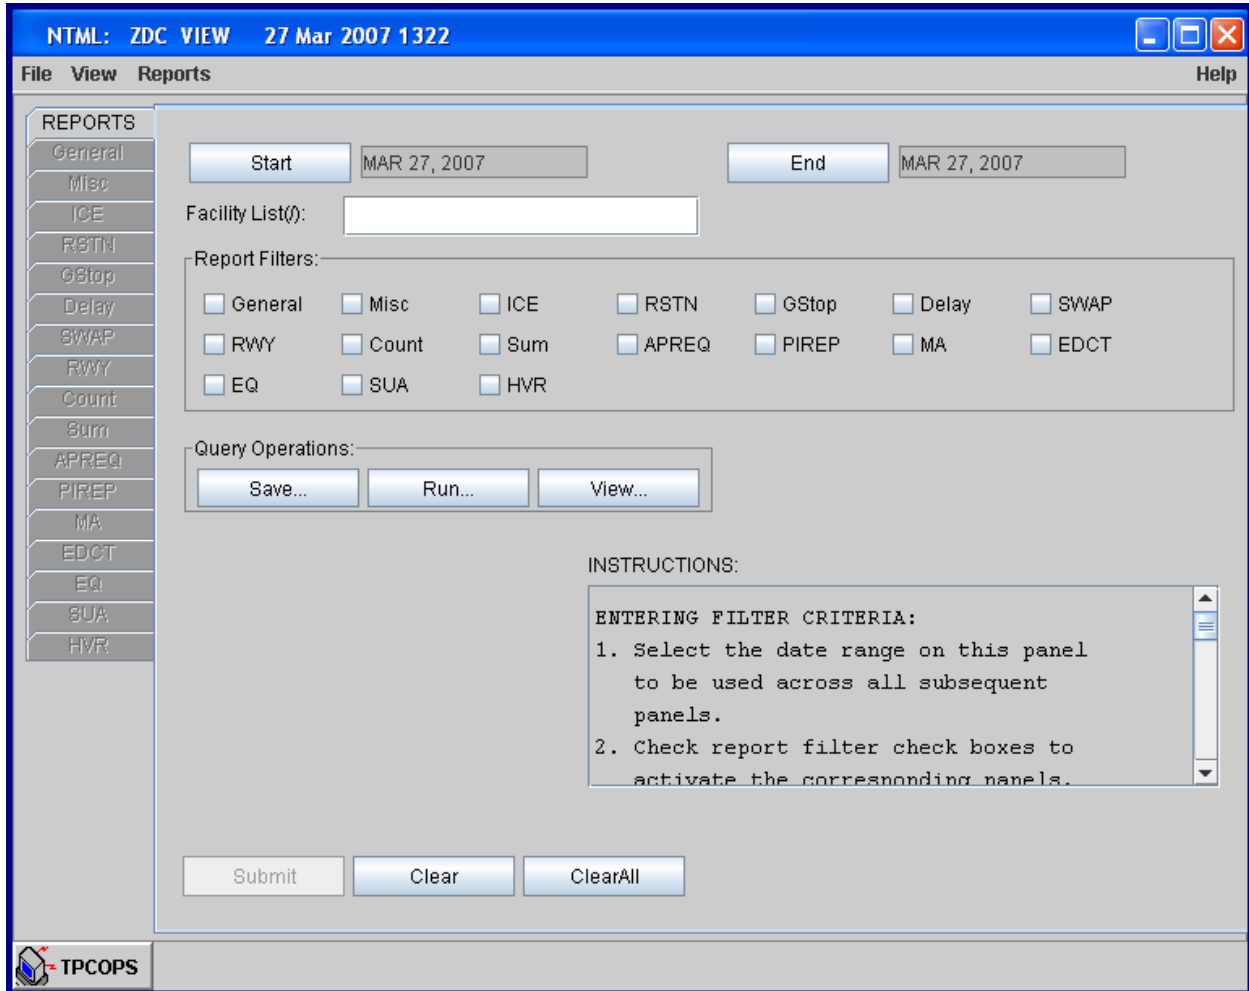 NTML: ZDC VIEW 27 Mar 2007 1322
File View Reports Help
REPORTS
General
Misc
ICE
RSTN
GStop
Delay
SWAP
RWY
Count
Sum
APREQ
PIREP
MA
EDCT
EQ
SUA
HVR
Start MAR 27, 2007 End MAR 27, 2007
Facility List(/):
Report Filters:
General Misc ICE RSTN GStop Delay SWAP
RWY Count Sum APREQ PIREP MA EDCT
EQ SUA HVR
Query Operations:
Save... Run... View...
INSTRUCTIONS:
ENTERING FILTER CRITERIA:
1. Select the date range on this panel
to be used across all subsequent
panels.
2. Check report filter check boxes to
activate the corresponding panels.
Submit Clear ClearAll
TPCOPS